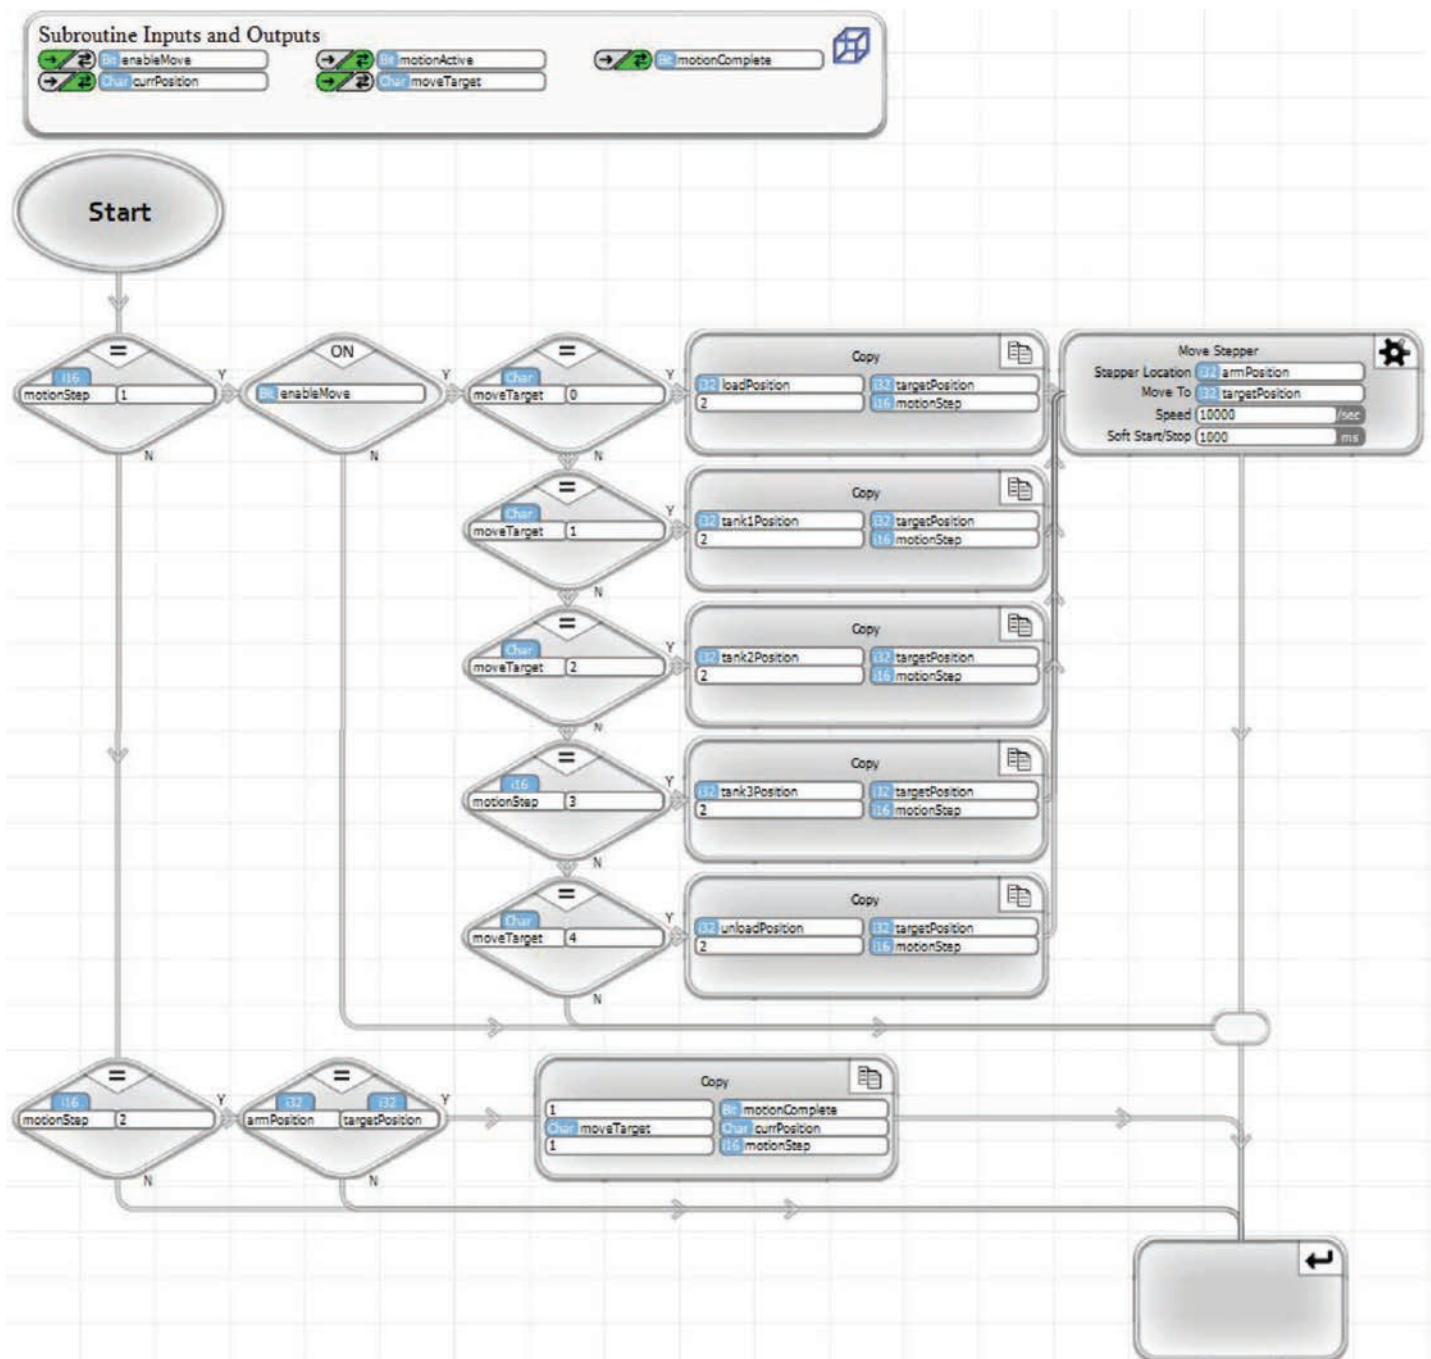 Subroutine Inputs and Outputs
Bit enableMove Bit motionActive Bit motionComplete
Char currPosition Char moveTarget
Start
= ON = Copy Move Stepper
i16 Char i32 loadPosition i32 targetPosition Stepper Location i32 armPosition
motionStep 1 Y Bit enableMove Y moveTarget 0 Y 2 i16 motionStep Move To i32 targetPosition
Speed 10000 /sec
Soft Start/Stop 1000 ms
N N N
= Copy
Char i32 tank1Position i32 targetPosition
moveTarget 1 Y 2 i16 motionStep
N
= Copy
Char i32 tank2Position i32 targetPosition
moveTarget 2 Y 2 i16 motionStep
N
= Copy
i16 i32 tank3Position i32 targetPosition
motionStep 3 Y 2 i16 motionStep
N
= Copy
Char i32 unloadPosition i32 targetPosition
moveTarget 4 Y 2 i16 motionStep
N
= = Copy
i16 i32 i32 1 Bit motionComplete
motionStep 2 Y armPosition targetPosition Y Char moveTarget Char currPosition
1 i16 motionStep
N N